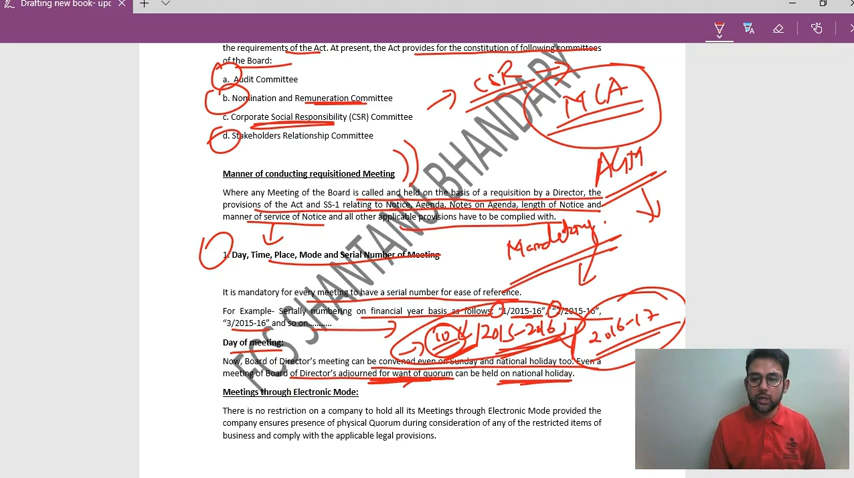 Drafting new book- upd
the requirements of the Act. At present, the Act provides for the constitution of following committees
of the Board:
a. Audit Committee
b. Nomination and Remuneration Committee
c. Corporate Social Responsibility (CSR) Committee
d. Stakeholders Relationship Committee
CSR
MCA
AGM
Manner of conducting requisitioned Meeting
Where any Meeting of the Board is called and held on the basis of a requisition by a Director, the
provisions of the Act and SS-1 relating to Notice, Agenda, Notes on Agenda, length of Notice and
manner of service of Notice and all other applicable provisions have to be complied with.
Mandatory.
1. Day, Time, Place, Mode and Serial Number of Meeting
It is mandatory for every meeting to have a serial number for ease of reference.
For Example- Serially numbering on financial year basis as follows: "1/2015-16", "2/2015-16",
"3/2015-16" and so on...........
10th/2015-2016
2016-17
Day of meeting:
Now, Board of Director's meeting can be convened even on Sunday and national holiday too. Even a
meeting of Board of Director's adjourned for want of quorum can be held on national holiday.
Meetings through Electronic Mode:
There is no restriction on a company to hold all its Meetings through Electronic Mode provided the
company ensures presence of physical Quorum during consideration of any of the restricted items of
business and comply with the applicable legal provisions.
FCS SHANTANU BHANDARY